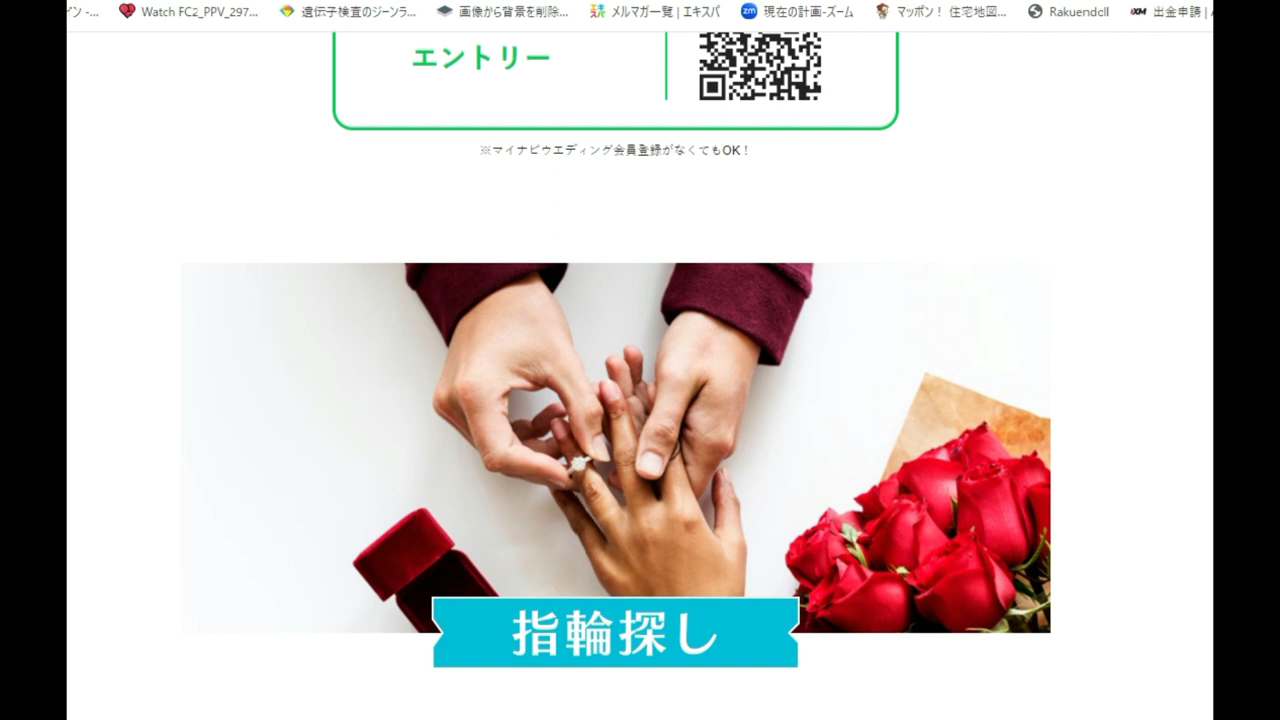 ﾞン -...
Watch FC2_PPV_297...
遺伝子検査のジーンラ...
画像から背景を削除...
メルマガ一覧 | エキスパ
zm
現在の計画-ズーム
マッポン！ 住宅地図...
Rakuendoll
XM
出金申請 |
エントリー
※マイナビウエディング会員登録がなくてもOK！
指輪探し